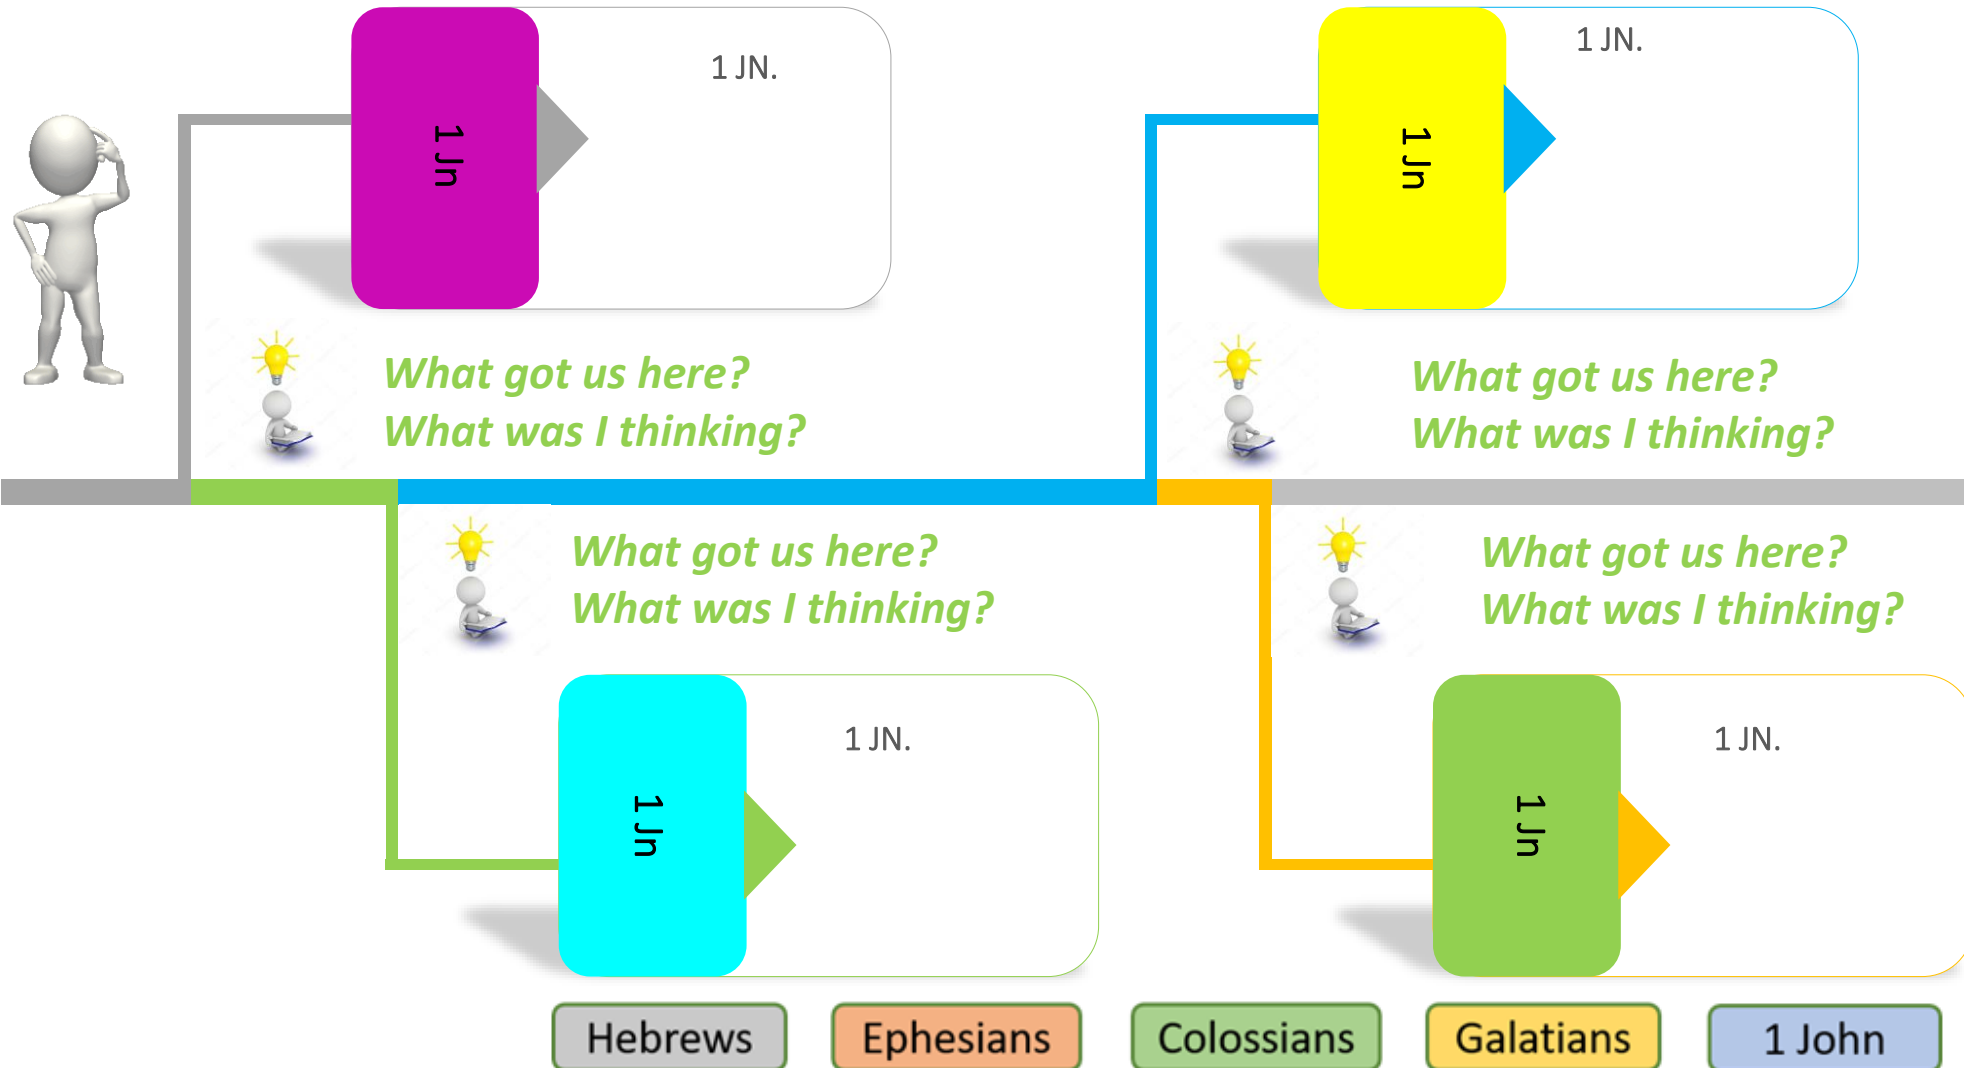 1 JN.
1 Jn
What got us here?
What was I thinking?
1 JN.
1 Jn
What got us here?
What was I thinking?
What got us here?
What was I thinking?
1 JN.
1 Jn
What got us here?
What was I thinking?
1 JN.
1 Jn
Hebrews
Ephesians
Colossians
Galatians
1 John